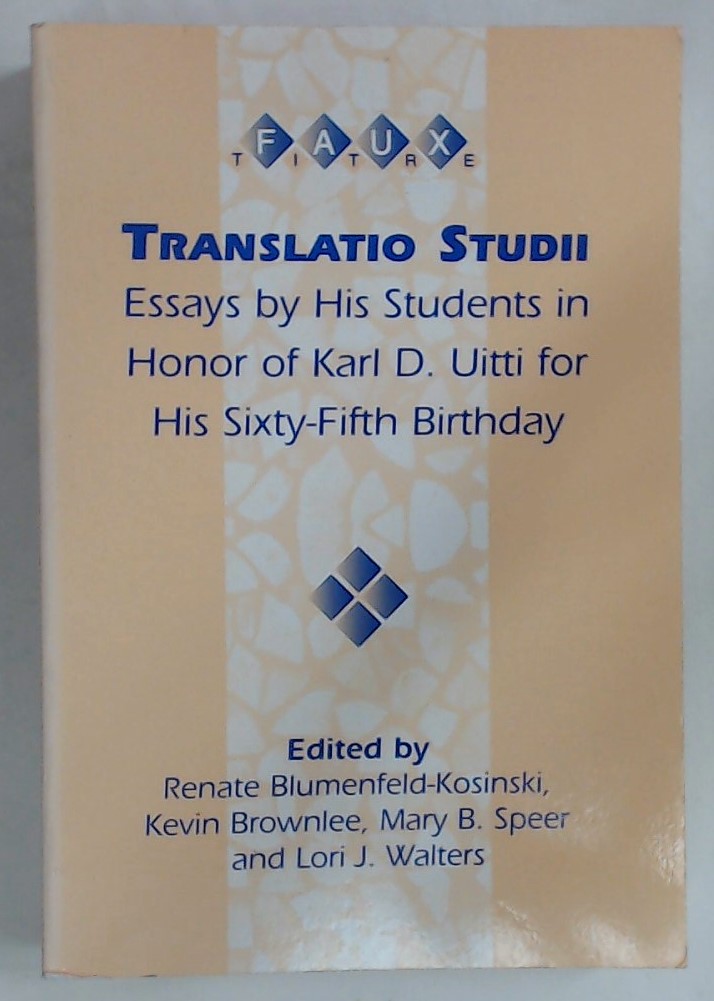 FAUX
TITRE
TRANSLATIO STUDII
Essays by His Students in
Honor of Karl D. Uitti for
His Sixty-Fifth Birthday
Edited by
Renate Blumenfeld-Kosinski,
Kevin Brownlee, Mary B. Speer
and Lori J. Walters